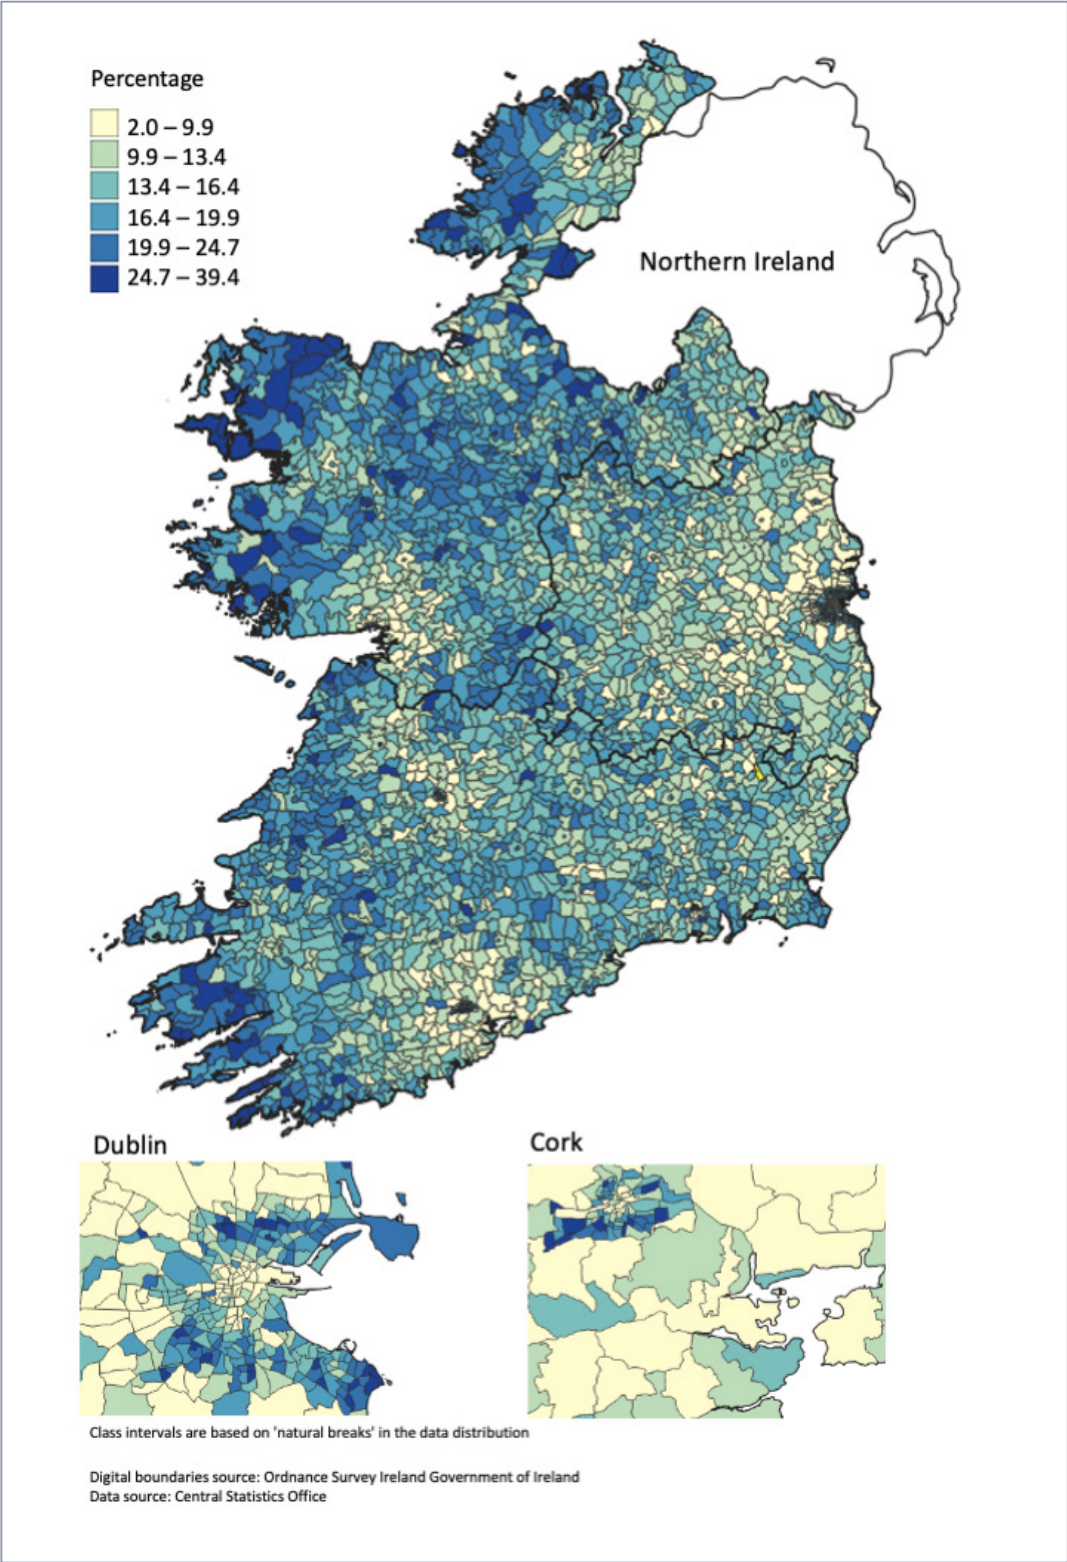 Percentage
2.0 – 9.9
9.9 – 13.4
13.4 – 16.4
16.4 – 19.9
19.9 – 24.7
24.7 – 39.4
Northern Ireland
Dublin
Cork
Class intervals are based on 'natural breaks' in the data distribution
Digital boundaries source: Ordnance Survey Ireland Government of Ireland
Data source: Central Statistics Office